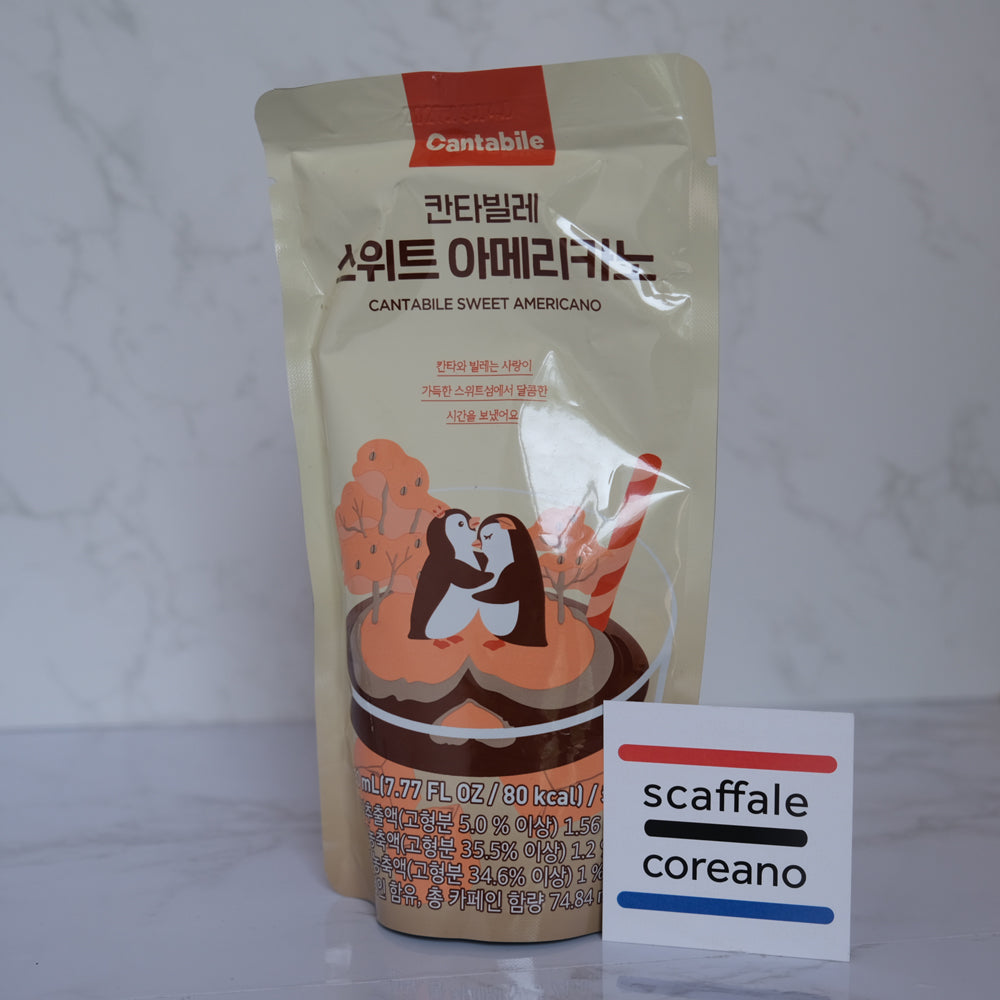 Cantabile
칸타빌레
스위트 아메리카노
CANTABILE SWEET AMERICANO
칸타와 빌레는 사랑이
가득한 스위트섬에서 달콤한
시간을 보냈어요
mL(7.77 FL OZ / 80 kcal) /
추출액(고형분 5.0 % 이상) 1.56
농축액(고형분 35.5% 이상) 1.2
농축액(고형분 34.6% 이상) 1 %
인 함유, 총 카페인 함량 74.84
scaffale
coreano